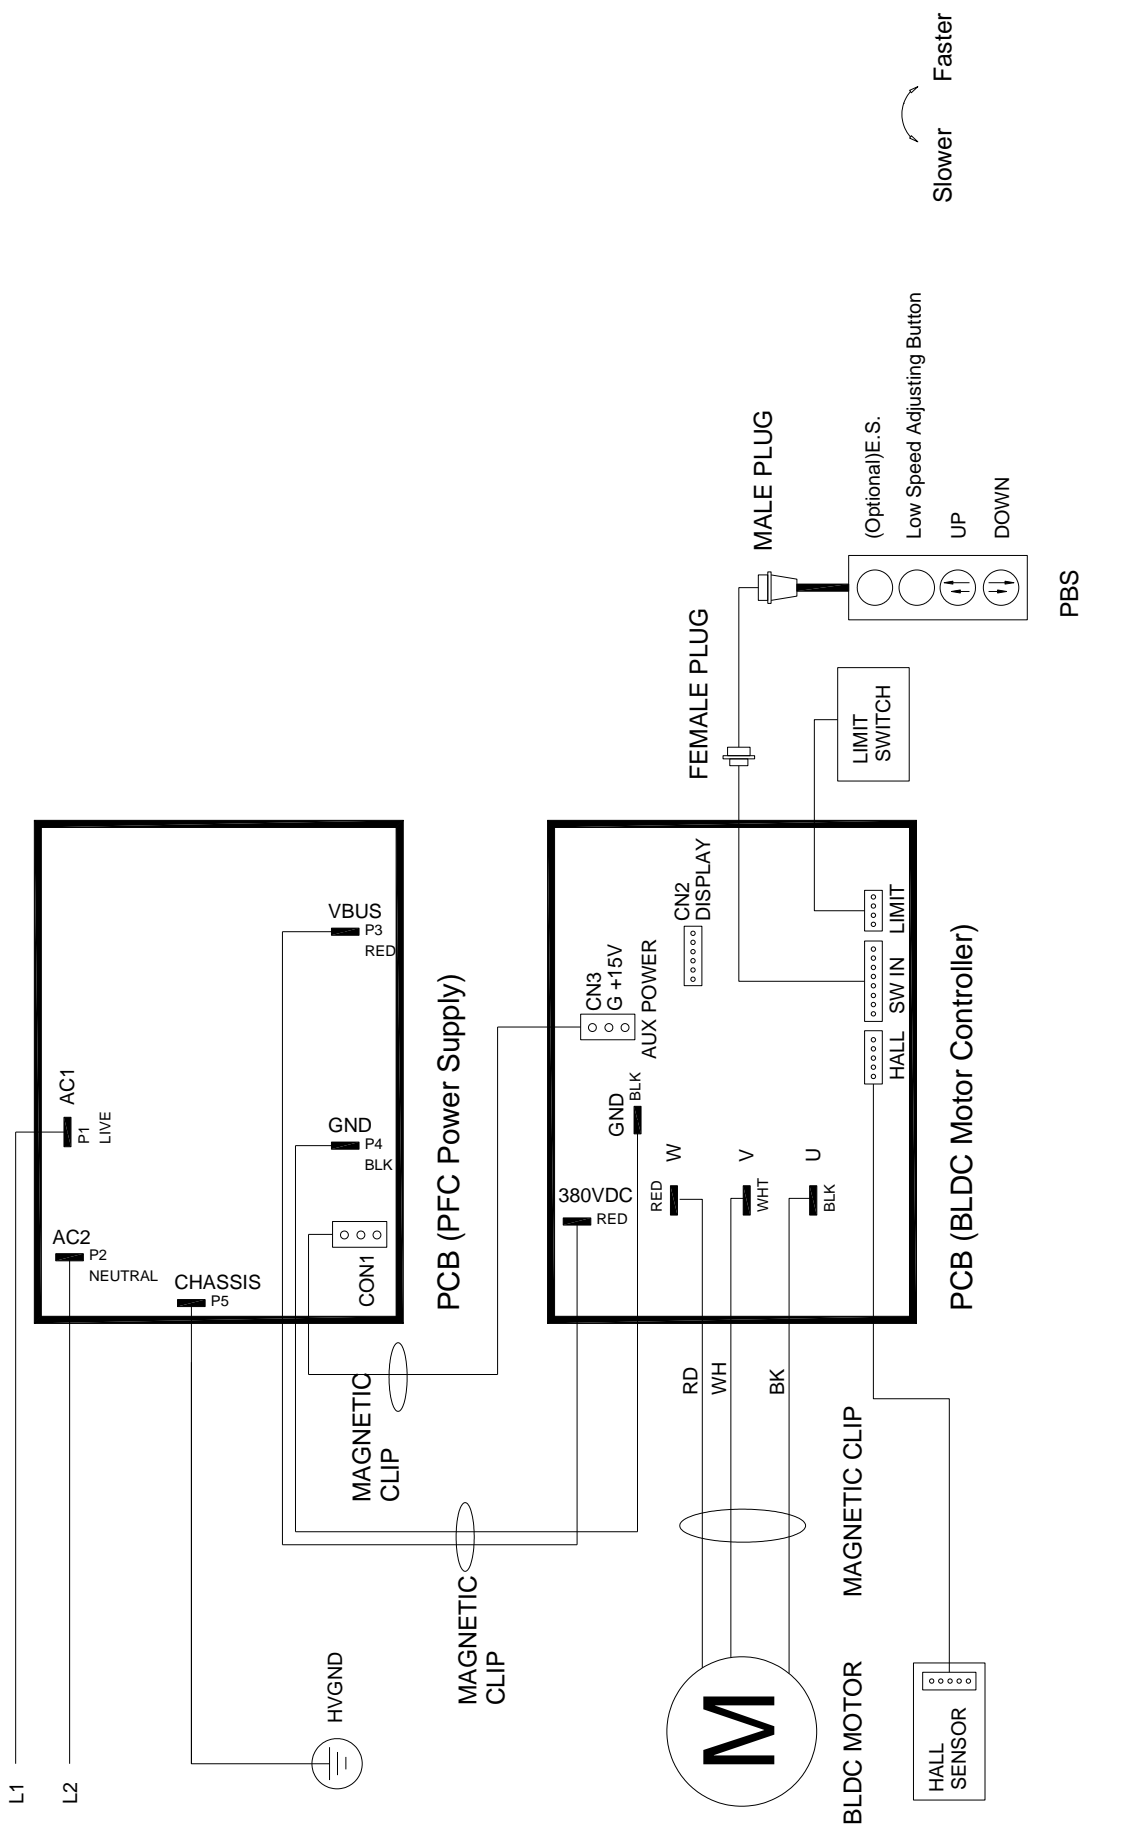 L1
L2
HVGND
AC1
P1
LIVE
AC2
P2
NEUTRAL
CHASSIS
P5
VBUS
P3
RED
GND
P4
BLK
CON1
PCB (PFC Power Supply)
MAGNETIC
CLIP
MAGNETIC
CLIP
CN3
G +15V
AUX POWER
CN2
DISPLAY
GND
BLK
380VDC
RED
W
RED
V
WHT
U
BLK
HALL
SW IN
LIMIT
PCB (BLDC Motor Controller)
RD
WH
BK
MAGNETIC CLIP
M
BLDC MOTOR
HALL
SENSOR
FEMALE PLUG
MALE PLUG
LIMIT
SWITCH
(Optional)E.S.
Low Speed Adjusting Button
UP
DOWN
PBS
Slower
Faster